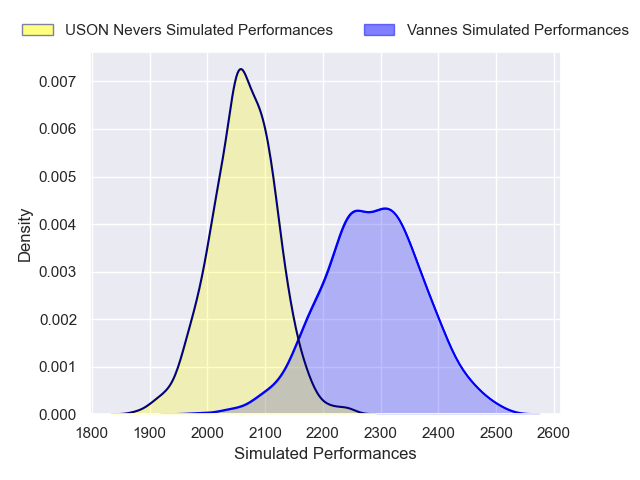 USON Nevers Simulated Performances
Vannes Simulated Performances
0.007
0.006
0.005
0.004
0.003
0.002
0.001
0.000
Density
1800 1900 2000 2100 2200 2300 2400 2500 2600
Simulated Performances